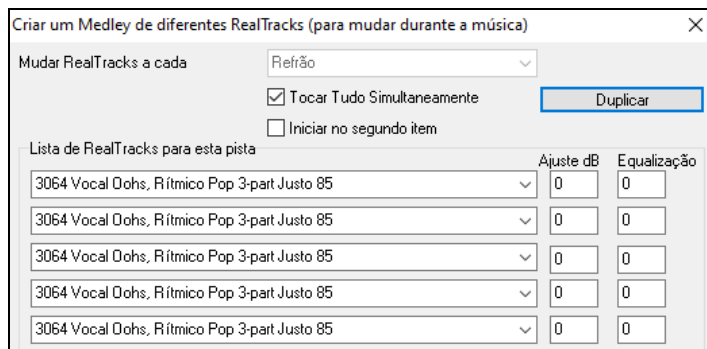 Criar um Medley de diferentes RealTracks (para mudar durante a música)
Mudar RealTracks a cada Refrão
Tocar Tudo Simultaneamente Duplicar
Iniciar no segundo item
Lista de RealTracks para esta pista Ajuste dB Equalização
3064 Vocal Oohs, Rítmico Pop 3-part Justo 85 0 0
3064 Vocal Oohs, Rítmico Pop 3-part Justo 85 0 0
3064 Vocal Oohs, Rítmico Pop 3-part Justo 85 0 0
3064 Vocal Oohs, Rítmico Pop 3-part Justo 85 0 0
3064 Vocal Oohs, Rítmico Pop 3-part Justo 85 0 0